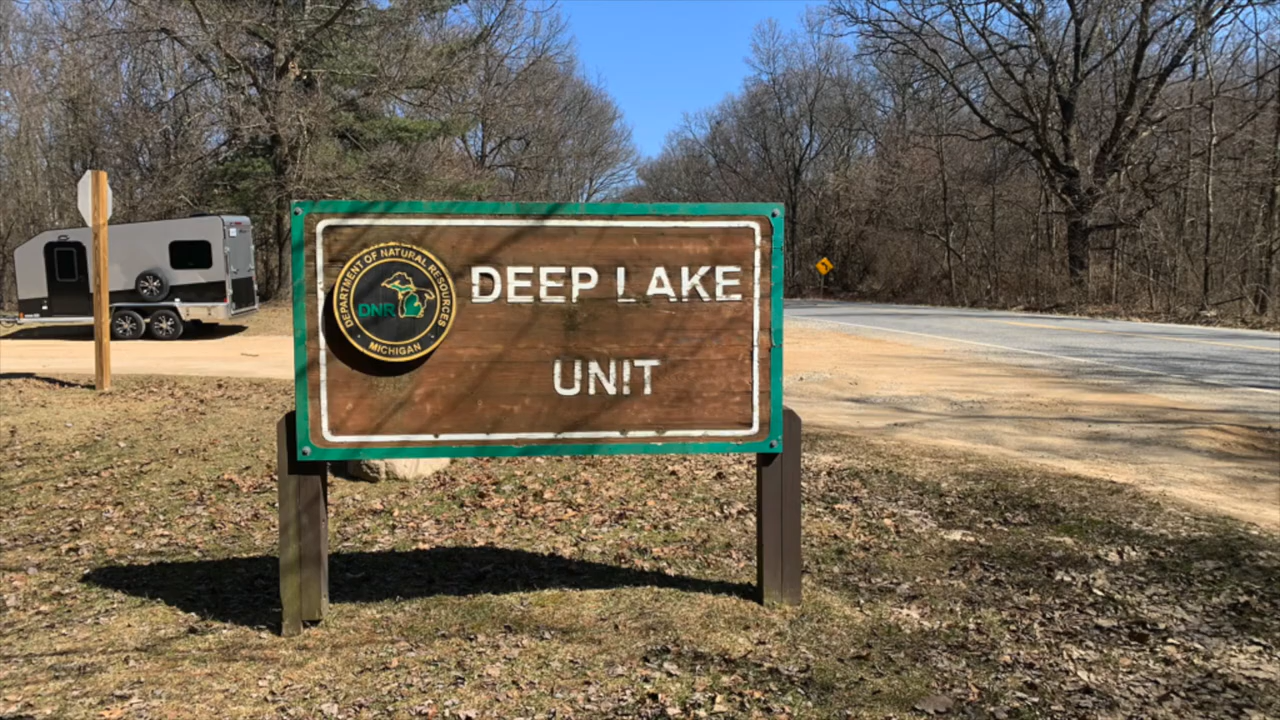 DEPARTMENT OF NATURAL RESOURCES
DNR
MICHIGAN
DEEP LAKE
UNIT